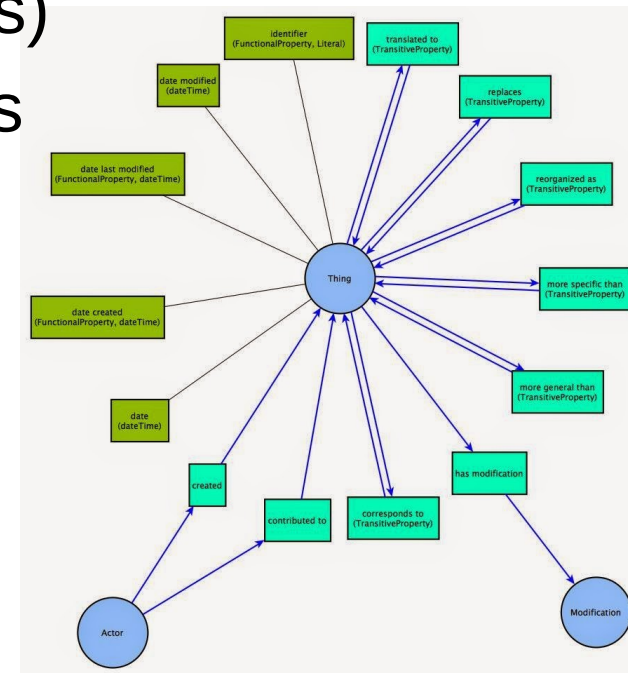 s)
s
identifier
(FunctionalProperty, Literal)
translated to
(TransitiveProperty)
date modified
(dateTime)
replaces
(TransitiveProperty)
date last modified
(FunctionalProperty, dateTime)
reorganized as
(TransitiveProperty)
Thing
more specific than
(TransitiveProperty)
date created
(FunctionalProperty, dateTime)
more general than
(TransitiveProperty)
date
(dateTime)
created
has modification
contributed to
corresponds to
(TransitiveProperty)
Actor
Modification